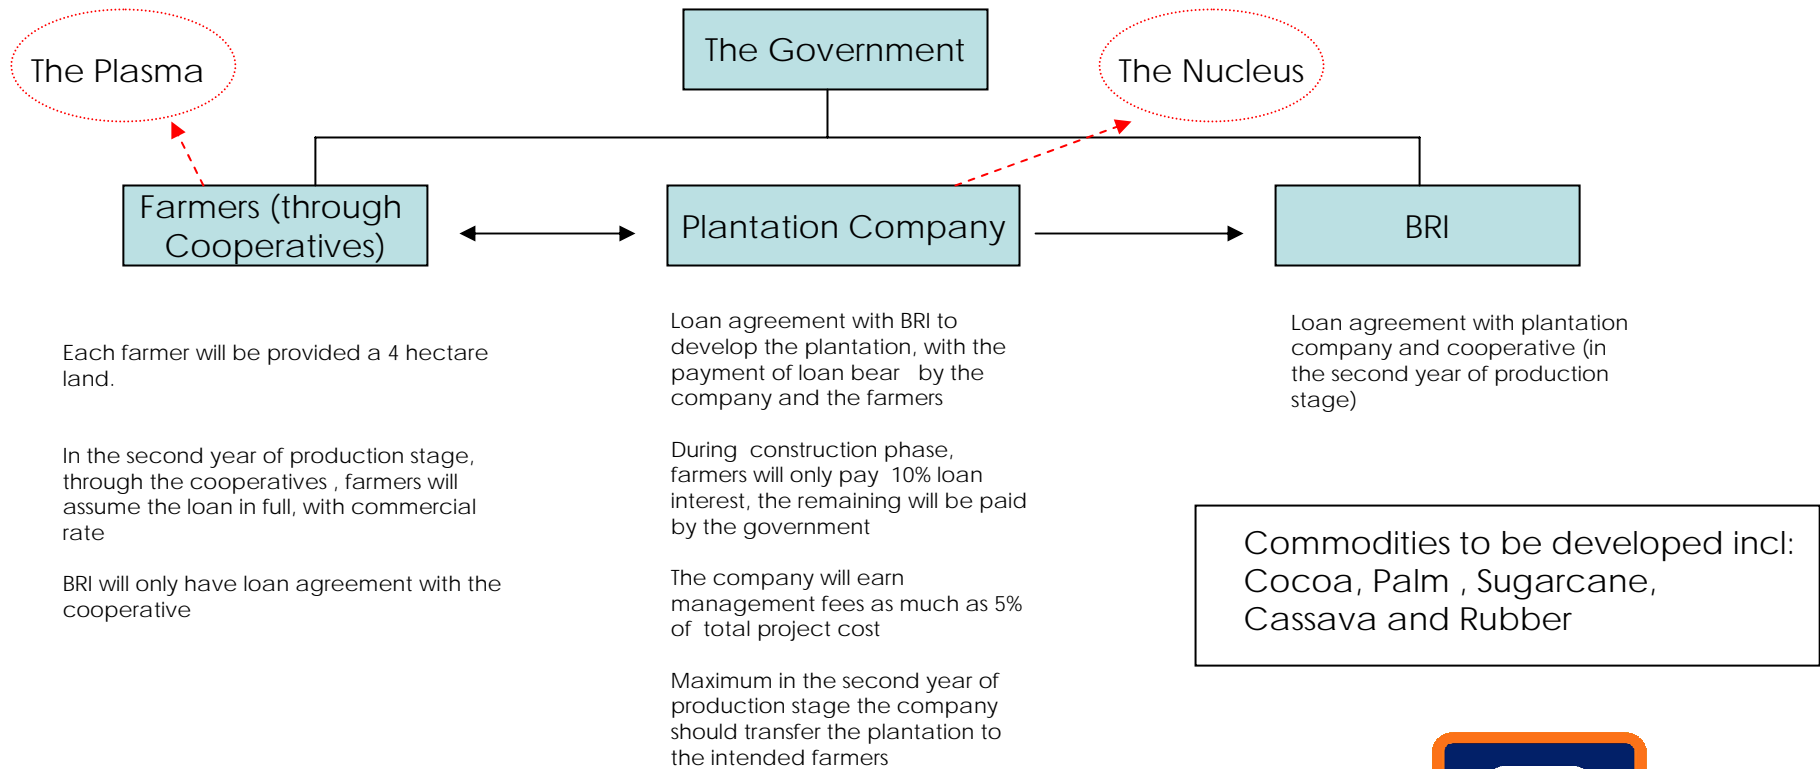 The Plasma
The Government
The Nucleus
Farmers (through
Cooperatives)
Plantation Company
BRI
Each farmer will be provided a 4 hectare
land.
In the second year of production stage,
through the cooperatives , farmers will
assume the loan in full, with commercial
rate
BRI will only have loan agreement with the
cooperative
Loan agreement with BRI to
develop the plantation, with the
payment of loan bear by the
company and the farmers
During construction phase,
farmers will only pay 10% loan
interest, the remaining will be paid
by the government
The company will earn
management fees as much as 5%
of total project cost
Maximum in the second year of
production stage the company
should transfer the plantation to
the intended farmers
Loan agreement with plantation
company and cooperative (in
the second year of production
stage)
Commodities to be developed incl:
Cocoa, Palm , Sugarcane,
Cassava and Rubber